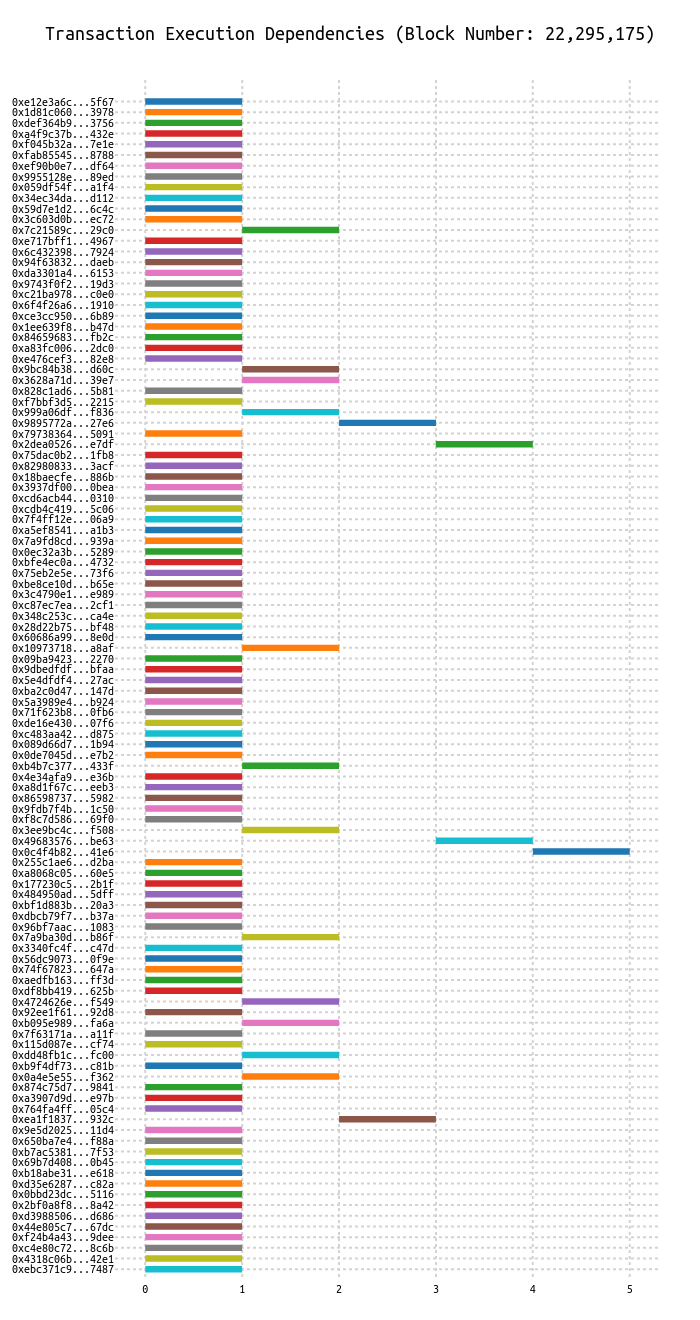 Transaction Execution Dependencies (Block Number: 22,295,175)
0xe12e3a6c...5f67
0x1d81c060...3978
0xdef364b9...3756
0xa4f9c37b...432e
0xf045b32a...7e1e
0xfab85545...8788
0xef90b0e7...df64
0x9955128e...89ed
0x059df54f...a1f4
0x34ec34da...d112
0x59d7e1d2...6c4c
0x3c603d0b...ec72
0x7c21589c...29c0
0xe717bff1...4967
0x6c432398...7924
0x94f63832...daeb
0xda3301a4...6153
0x9743f0f2...19d3
0xc21ba978...c0e0
0x6f4f26a6...1910
0xce3cc950...6b89
0x1ee639f8...b47d
0x84659683...fb2c
0xa83fc006...2dc0
0xe476cef3...82e8
0x9bc84b38...d60c
0x3628a71d...39e7
0x828c1ad6...5b81
0xf7bbf3d5...2215
0x999a06df...f836
0x9895772a...27e6
0x79738364...5091
0x2dea0526...e7df
0x75dac0b2...1fb8
0x82980833...3acf
0x18baecfe...886b
0x3937df00...0bea
0xcd6acb44...0310
0xcdb4c419...5c06
0x7f4ff12e...06a9
0xa5ef8541...a1b3
0x7a9fd8cd...939a
0x0ec32a3b...5289
0xbfe4ec0a...4732
0x75eb2e5e...73f6
0xbe8ce10d...b65e
0x3c4790e1...e989
0xc87ec7ea...2cf1
0x348c253c...ca4e
0x28d22b75...bf48
0x60686a99...8e0d
0x10973718...a8af
0x09ba9423...2270
0x9dbedfdf...bfaa
0x5e4dfdf4...27ac
0xba2c0d47...147d
0x5a3989e4...b924
0x71f623b8...0fb6
0xde16e430...07f6
0xc483aa42...d875
0x089d66d7...1b94
0x0de7045d...e7b2
0xb4b7c377...433f
0x4e34afa9...e36b
0xa8d1f67c...eeb3
0x86598737...5982
0x9fdb7f4b...1c50
0xf8c7d586...69f0
0x3ee9bc4c...f508
0x49683576...be63
0x0c4f4b82...41e6
0x255c1ae6...d2ba
0xa8068c05...60e5
0x177230c5...2b1f
0x484950ad...5dff
0xbf1d883b...20a3
0xdbcb79f7...b37a
0x96bf7aac...1083
0x7a9ba30d...b86f
0x3340fc4f...c47d
0x56dc9073...0f9e
0x74f67823...647a
0xaedfb163...ff3d
0xdf8bb419...625b
0x4724626e...f549
0x92ee1f61...92d8
0xb095e989...fa6a
0x7f63171a...a11f
0x115d087e...cf74
0xdd48fb1c...fc00
0xb9f4df73...c81b
0x0a4e5e55...f362
0x874c75d7...9841
0xa3907d9d...e97b
0x764fa4ff...05c4
0xea1f1837...932c
0x9e5d2025...11d4
0x650ba7e4...f88a
0xb7ac5381...7f53
0x69b7d408...0b45
0xb18abe31...e618
0xd35e6287...c82a
0x0bbd23dc...5116
0x2bf0a8f8...8a42
0xd3988506...d686
0x44e805c7...67dc
0xf24b4a43...9dee
0xc4e80c72...8c6b
0x4318c06b...42e1
0xebc371c9...7487
0 1 2 3 4 5